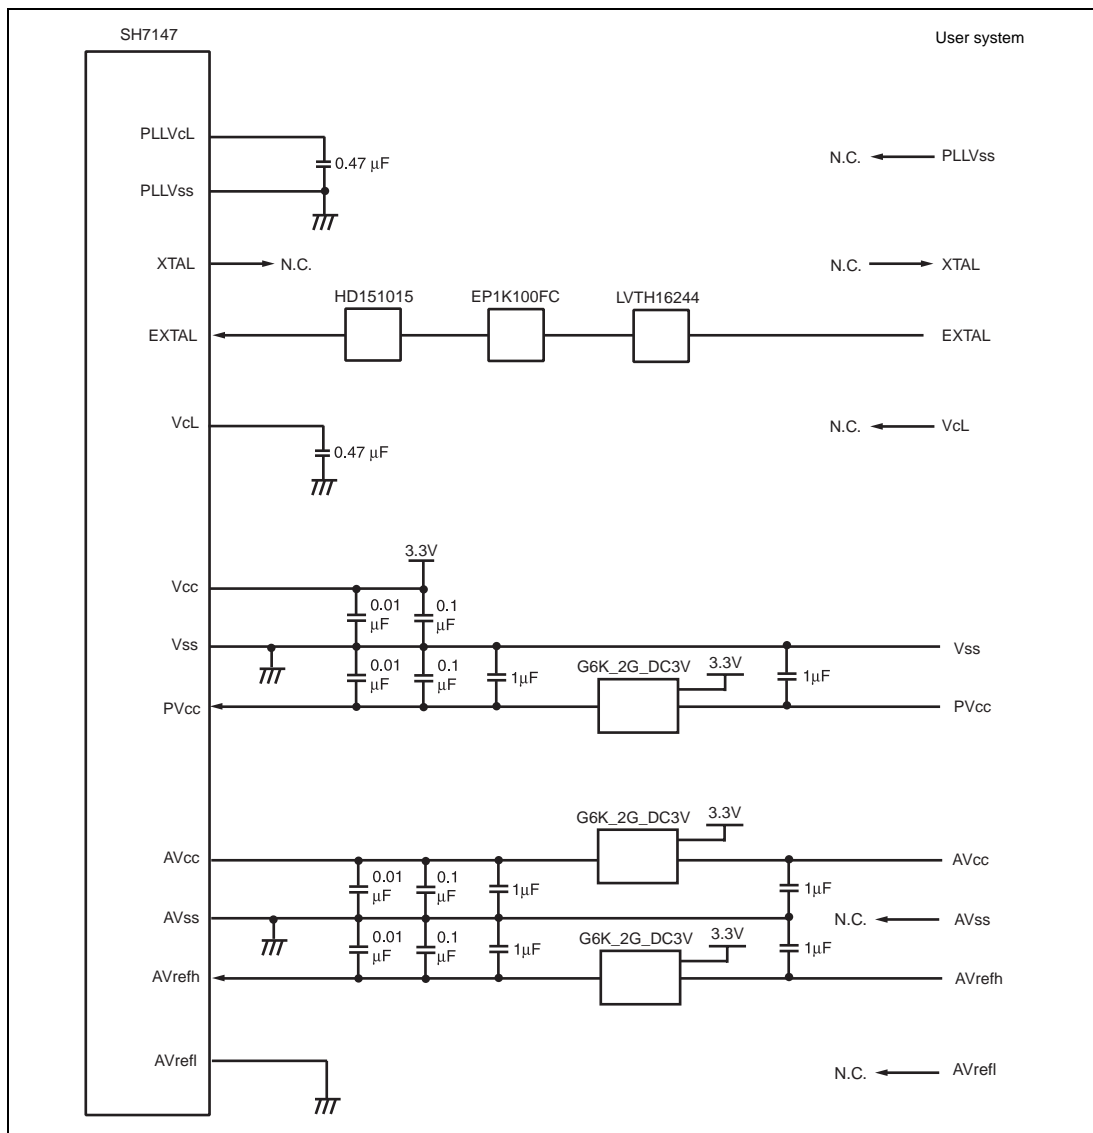 SH7147
User system
PLLVcL
0.47 μF
N.C.
PLLVss
PLLVss
XTAL
N.C.
N.C.
XTAL
HD151015
EP1K100FC
LVTH16244
EXTAL
EXTAL
VcL
N.C.
VcL
0.47 μF
3.3V
Vcc
0.01
μF
0.1
μF
Vss
Vss
0.01
μF
0.1
μF
1μF
G6K_2G_DC3V
3.3V
1μF
PVcc
PVcc
G6K_2G_DC3V
3.3V
AVcc
AVcc
0.01
μF
0.1
μF
1μF
1μF
AVss
N.C.
AVss
0.01
μF
0.1
μF
1μF
G6K_2G_DC3V
3.3V
1μF
AVrefh
AVrefh
AVrefl
N.C.
AVrefl